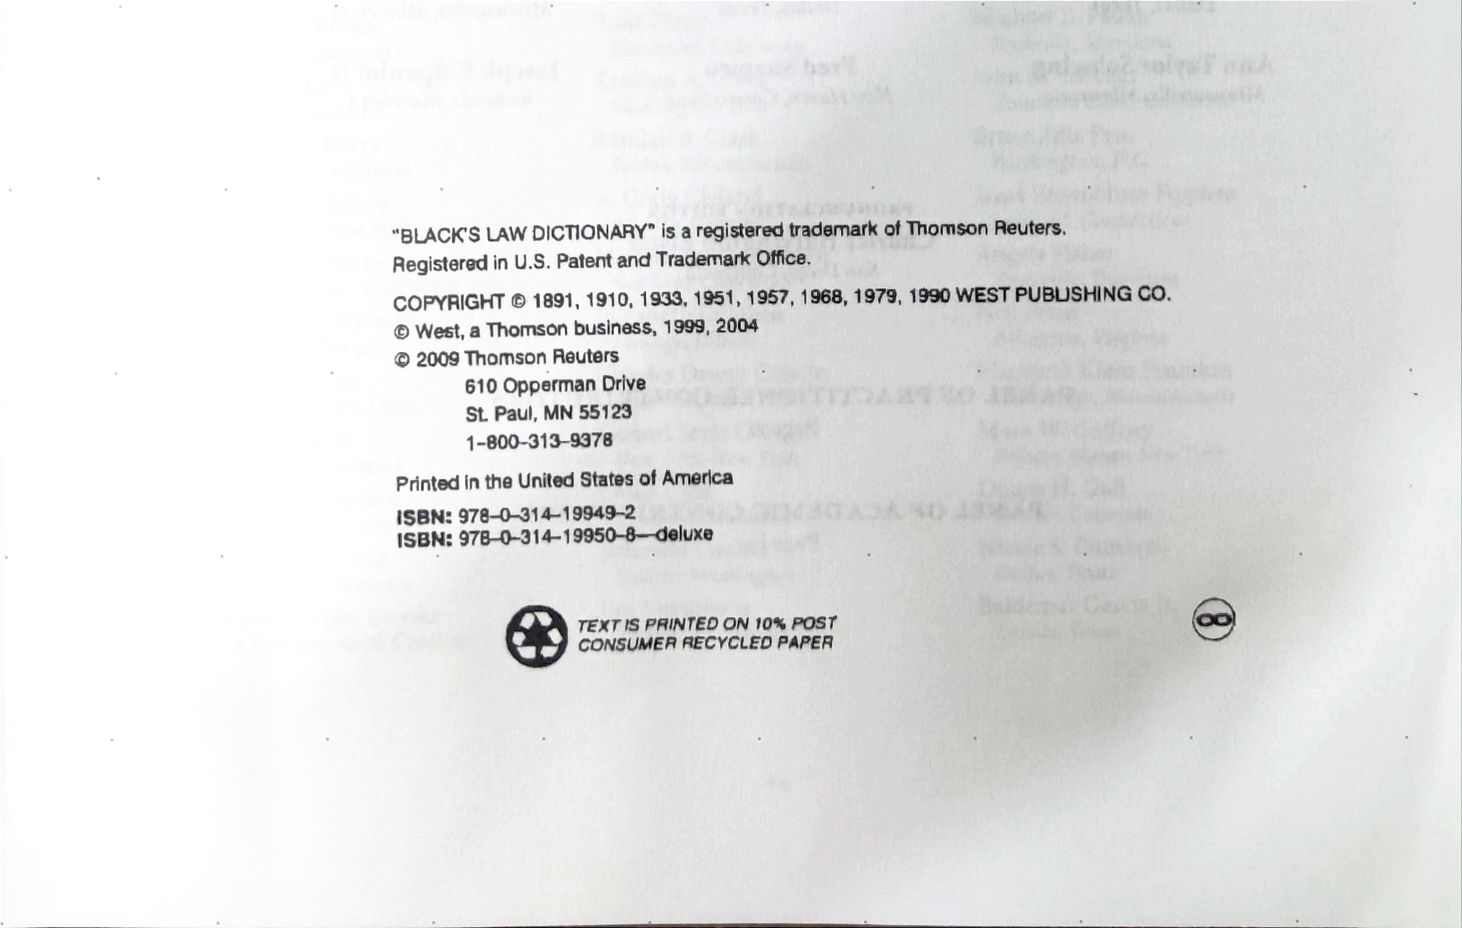 "BLACK'S LAW DICTIONARY" is a registered trademark of Thomson Reuters.
Registered in U.S. Patent and Trademark Office.
COPYRIGHT © 1891, 1910, 1933, 1951, 1957, 1968, 1979, 1990 WEST PUBLISHING CO.
© West, a Thomson business, 1999, 2004
© 2009 Thomson Reuters
610 Opperman Drive
St. Paul, MN 55123
1–800–313–9378
Printed in the United States of America
ISBN: 978–0–314–19949–2
ISBN: 978–0–314–19950–8—deluxe
TEXT IS PRINTED ON 10% POST
CONSUMER RECYCLED PAPER